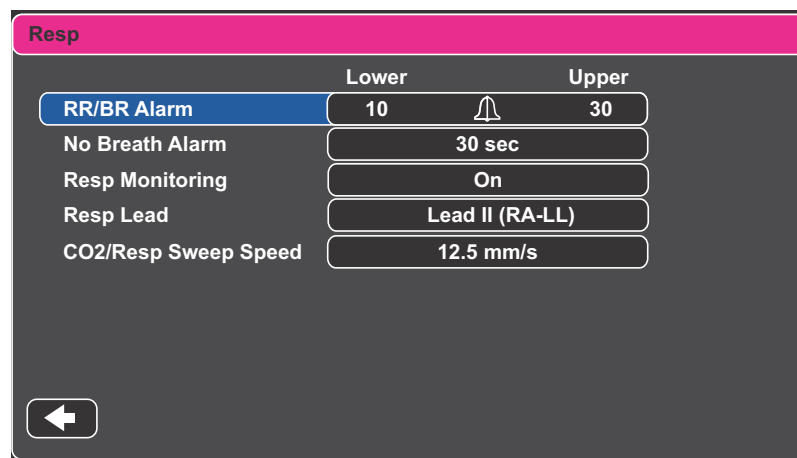 Resp
Lower Upper
RR/BR Alarm 10 30
No Breath Alarm 30 sec
Resp Monitoring On
Resp Lead Lead II (RA-LL)
CO2/Resp Sweep Speed 12.5 mm/s